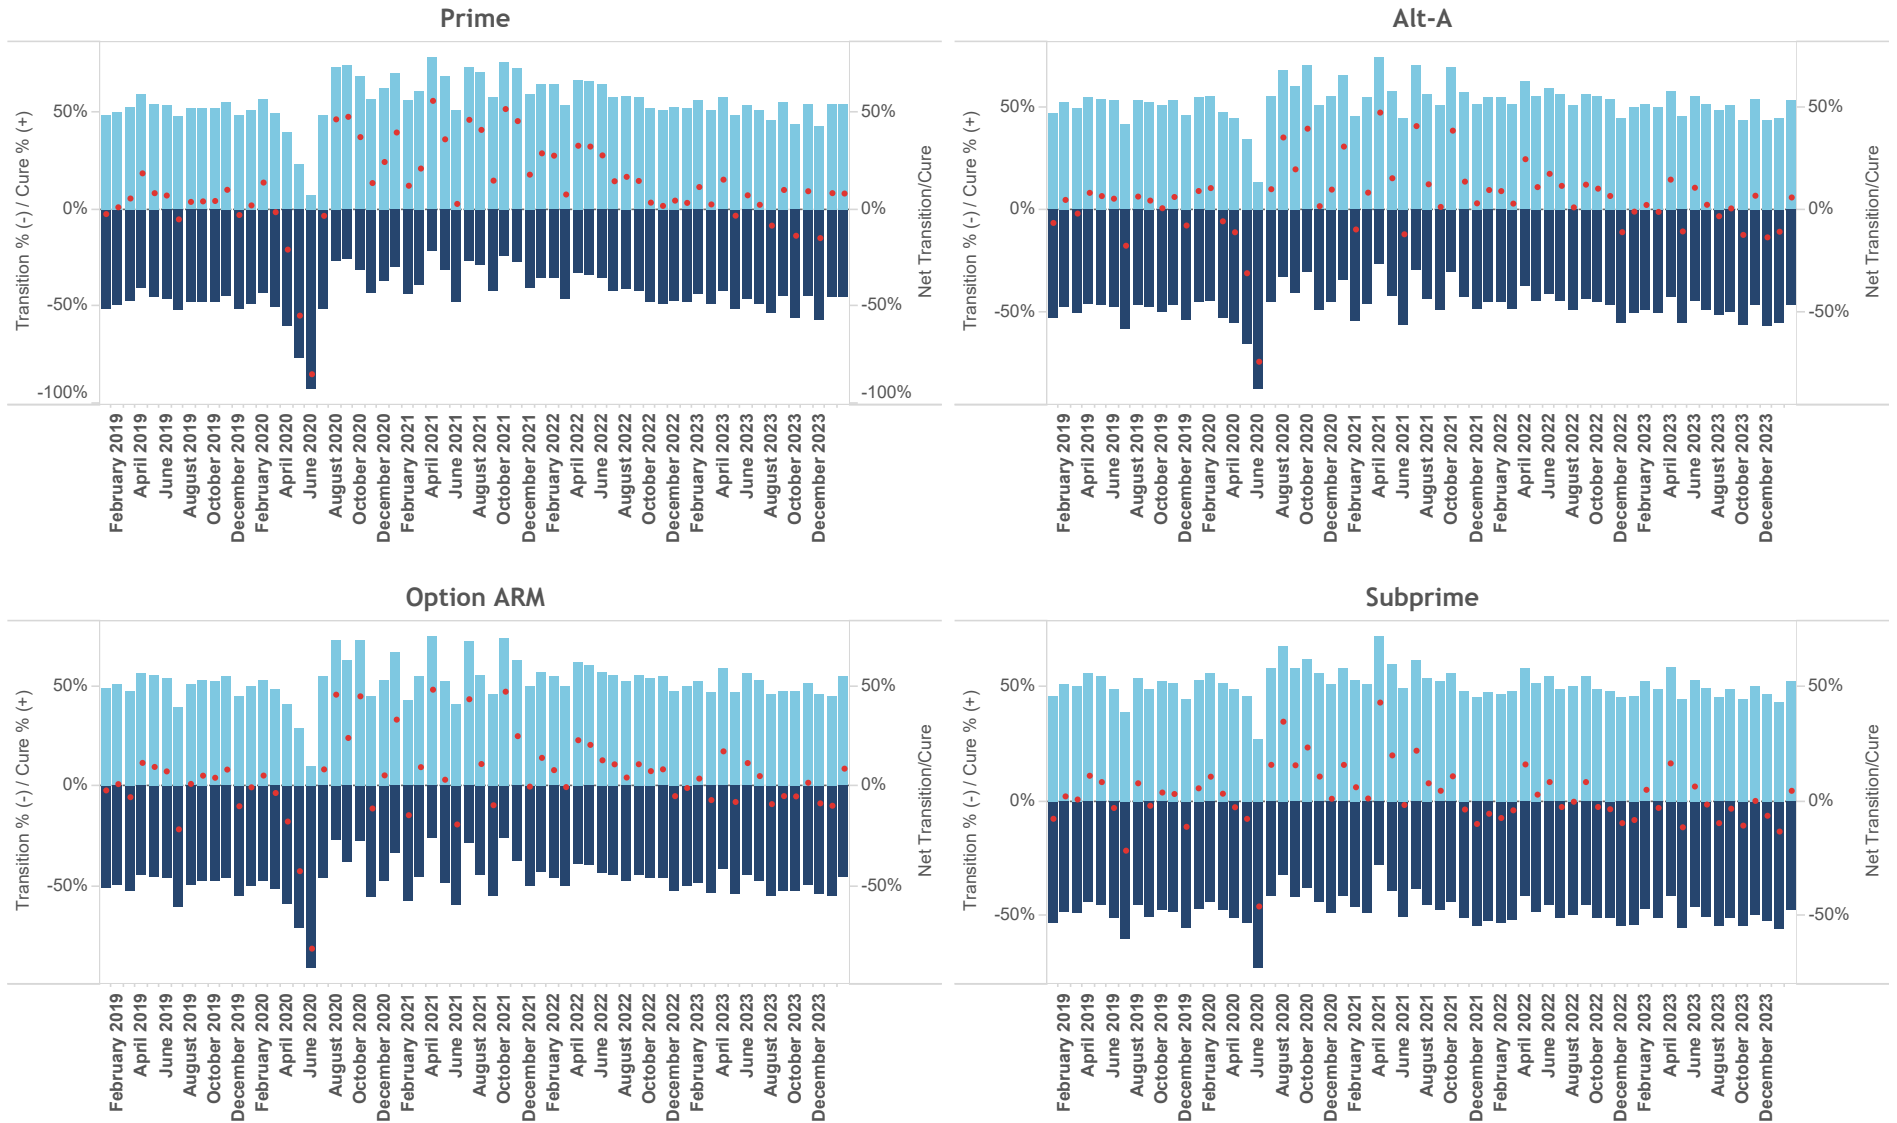 Prime
Transition % (-) / Cure % (+)
50%
0%
-50%
-100%
50%
0%
-50%
-100%
Net Transition/Cure
February 2019
April 2019
June 2019
August 2019
October 2019
December 2019
February 2020
April 2020
June 2020
August 2020
October 2020
December 2020
February 2021
April 2021
June 2021
August 2021
October 2021
December 2021
February 2022
April 2022
June 2022
August 2022
October 2022
December 2022
February 2023
April 2023
June 2023
August 2023
October 2023
December 2023
Alt-A
Transition % (-) / Cure % (+)
50%
0%
-50%
50%
0%
-50%
Net Transition/Cure
February 2019
April 2019
June 2019
August 2019
October 2019
December 2019
February 2020
April 2020
June 2020
August 2020
October 2020
December 2020
February 2021
April 2021
June 2021
August 2021
October 2021
December 2021
February 2022
April 2022
June 2022
August 2022
October 2022
December 2022
February 2023
April 2023
June 2023
August 2023
October 2023
December 2023
Option ARM
Transition % (-) / Cure % (+)
50%
0%
-50%
50%
0%
-50%
Net Transition/Cure
February 2019
April 2019
June 2019
August 2019
October 2019
December 2019
February 2020
April 2020
June 2020
August 2020
October 2020
December 2020
February 2021
April 2021
June 2021
August 2021
October 2021
December 2021
February 2022
April 2022
June 2022
August 2022
October 2022
December 2022
February 2023
April 2023
June 2023
August 2023
October 2023
December 2023
Subprime
Transition % (-) / Cure % (+)
50%
0%
-50%
50%
0%
-50%
Net Transition/Cure
February 2019
April 2019
June 2019
August 2019
October 2019
December 2019
February 2020
April 2020
June 2020
August 2020
October 2020
December 2020
February 2021
April 2021
June 2021
August 2021
October 2021
December 2021
February 2022
April 2022
June 2022
August 2022
October 2022
December 2022
February 2023
April 2023
June 2023
August 2023
October 2023
December 2023